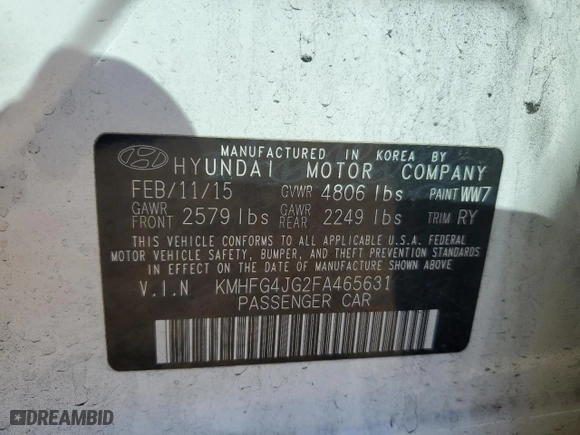 MANUFACTURED IN KOREA BY
HYUNDAI MOTOR COMPANY
FEB/11/15 GVWR 4806 lbs PAINT WW7
GAWR FRONT 2579 lbs GAWR REAR 2249 lbs TRIM RY
THIS VEHICLE CONFORMS TO ALL APPLICABLE U.S.A. FEDERAL
MOTOR VEHICLE SAFETY, BUMPER, AND THEFT PREVENTION STANDARDS
IN EFFECT ON THE DATE OF MANUFACTURE SHOWN ABOVE.
V.I.N KMHFG4JG2FA465631
PASSENGER CAR
DREAMBID